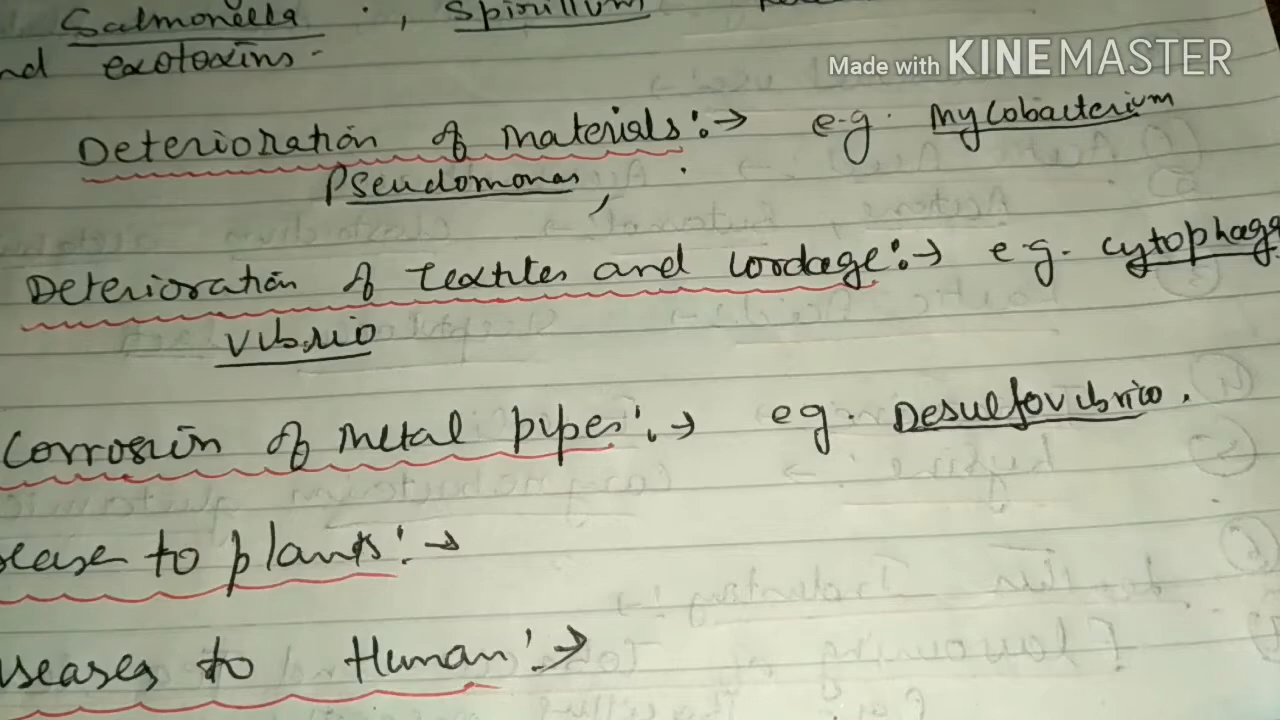 Salmonella , Spirillum
nd exotoxins.
Made with KINEMASTER
Deterioration of materials :→ e.g. Mycobacterium
Pseudomonas,
Deterioration of textiles and cordage :→ e.g. cytophaga
vibrio
Corrosion of metal pipes :→ eg. Desulfovibrio.
sease to plants :→
seases to Human :→